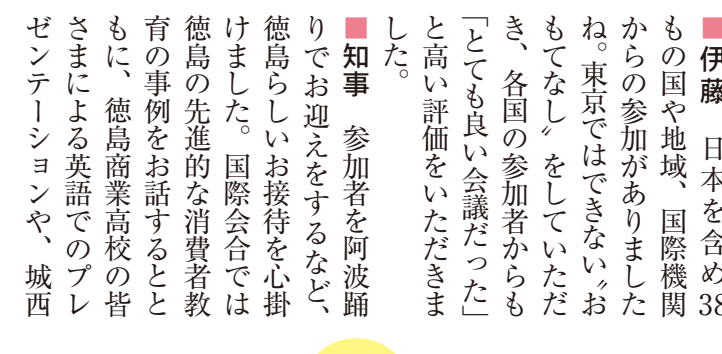 ■伊藤　日本を含め38
もの国や地域、国際機関
からの参加がありました
ね。東京ではできない〝お
もてなし〟をしていただ
き、各国の参加者からも
「とても良い会議だった」
と高い評価をいただきま
した。
■知事　参加者を阿波踊
りでお迎えをするなど、
徳島らしいお接待を心掛
けました。国際会合では
徳島の先進的な消費者教
育の事例をお話するとと
もに、徳島商業高校の皆
さまによる英語でのプレ
ゼンテーションや、城西